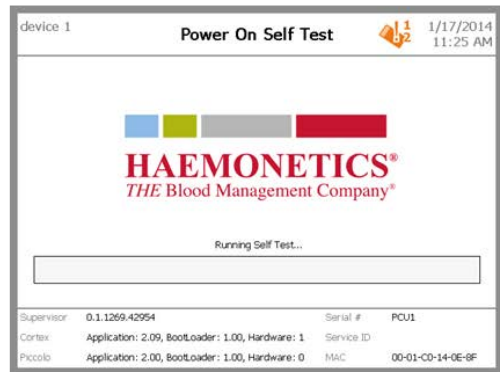 device 1
Power On Self Test
1
2
1/17/2014
11:25 AM
HAEMONETICS®
THE Blood Management Company®
Running Self Test...
Supervisor 0.1.1269.42954 Serial # PCU1
Cortex Application: 2.09, BootLoader: 1.00, Hardware: 1 Service ID
Piccolo Application: 2.00, BootLoader: 1.00, Hardware: 0 MAC 00-01-C0-14-0E-8F